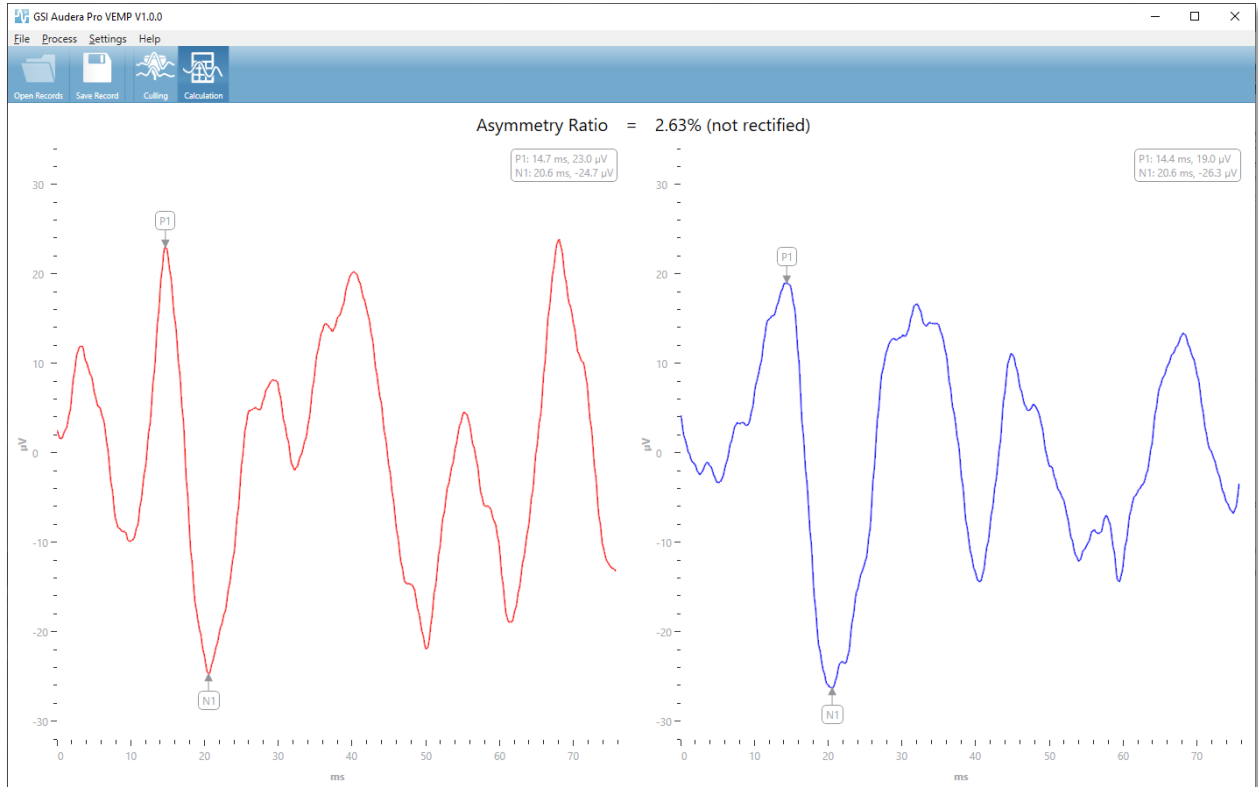 GSI Audera Pro VEMP V1.0.0
File Process Settings Help
Open Records Save Record Culling Calculation
Asymmetry Ratio = 2.63% (not rectified)
P1: 14.7 ms, 23.0 µV
N1: 20.6 ms, -24.7 µV
P1
N1
30
20
10
0
-10
-20
-30
µV
0 10 20 30 40 50 60 70
ms
P1: 14.4 ms, 19.0 µV
N1: 20.6 ms, -26.3 µV
P1
N1
30
20
10
0
-10
-20
-30
µV
0 10 20 30 40 50 60 70
ms